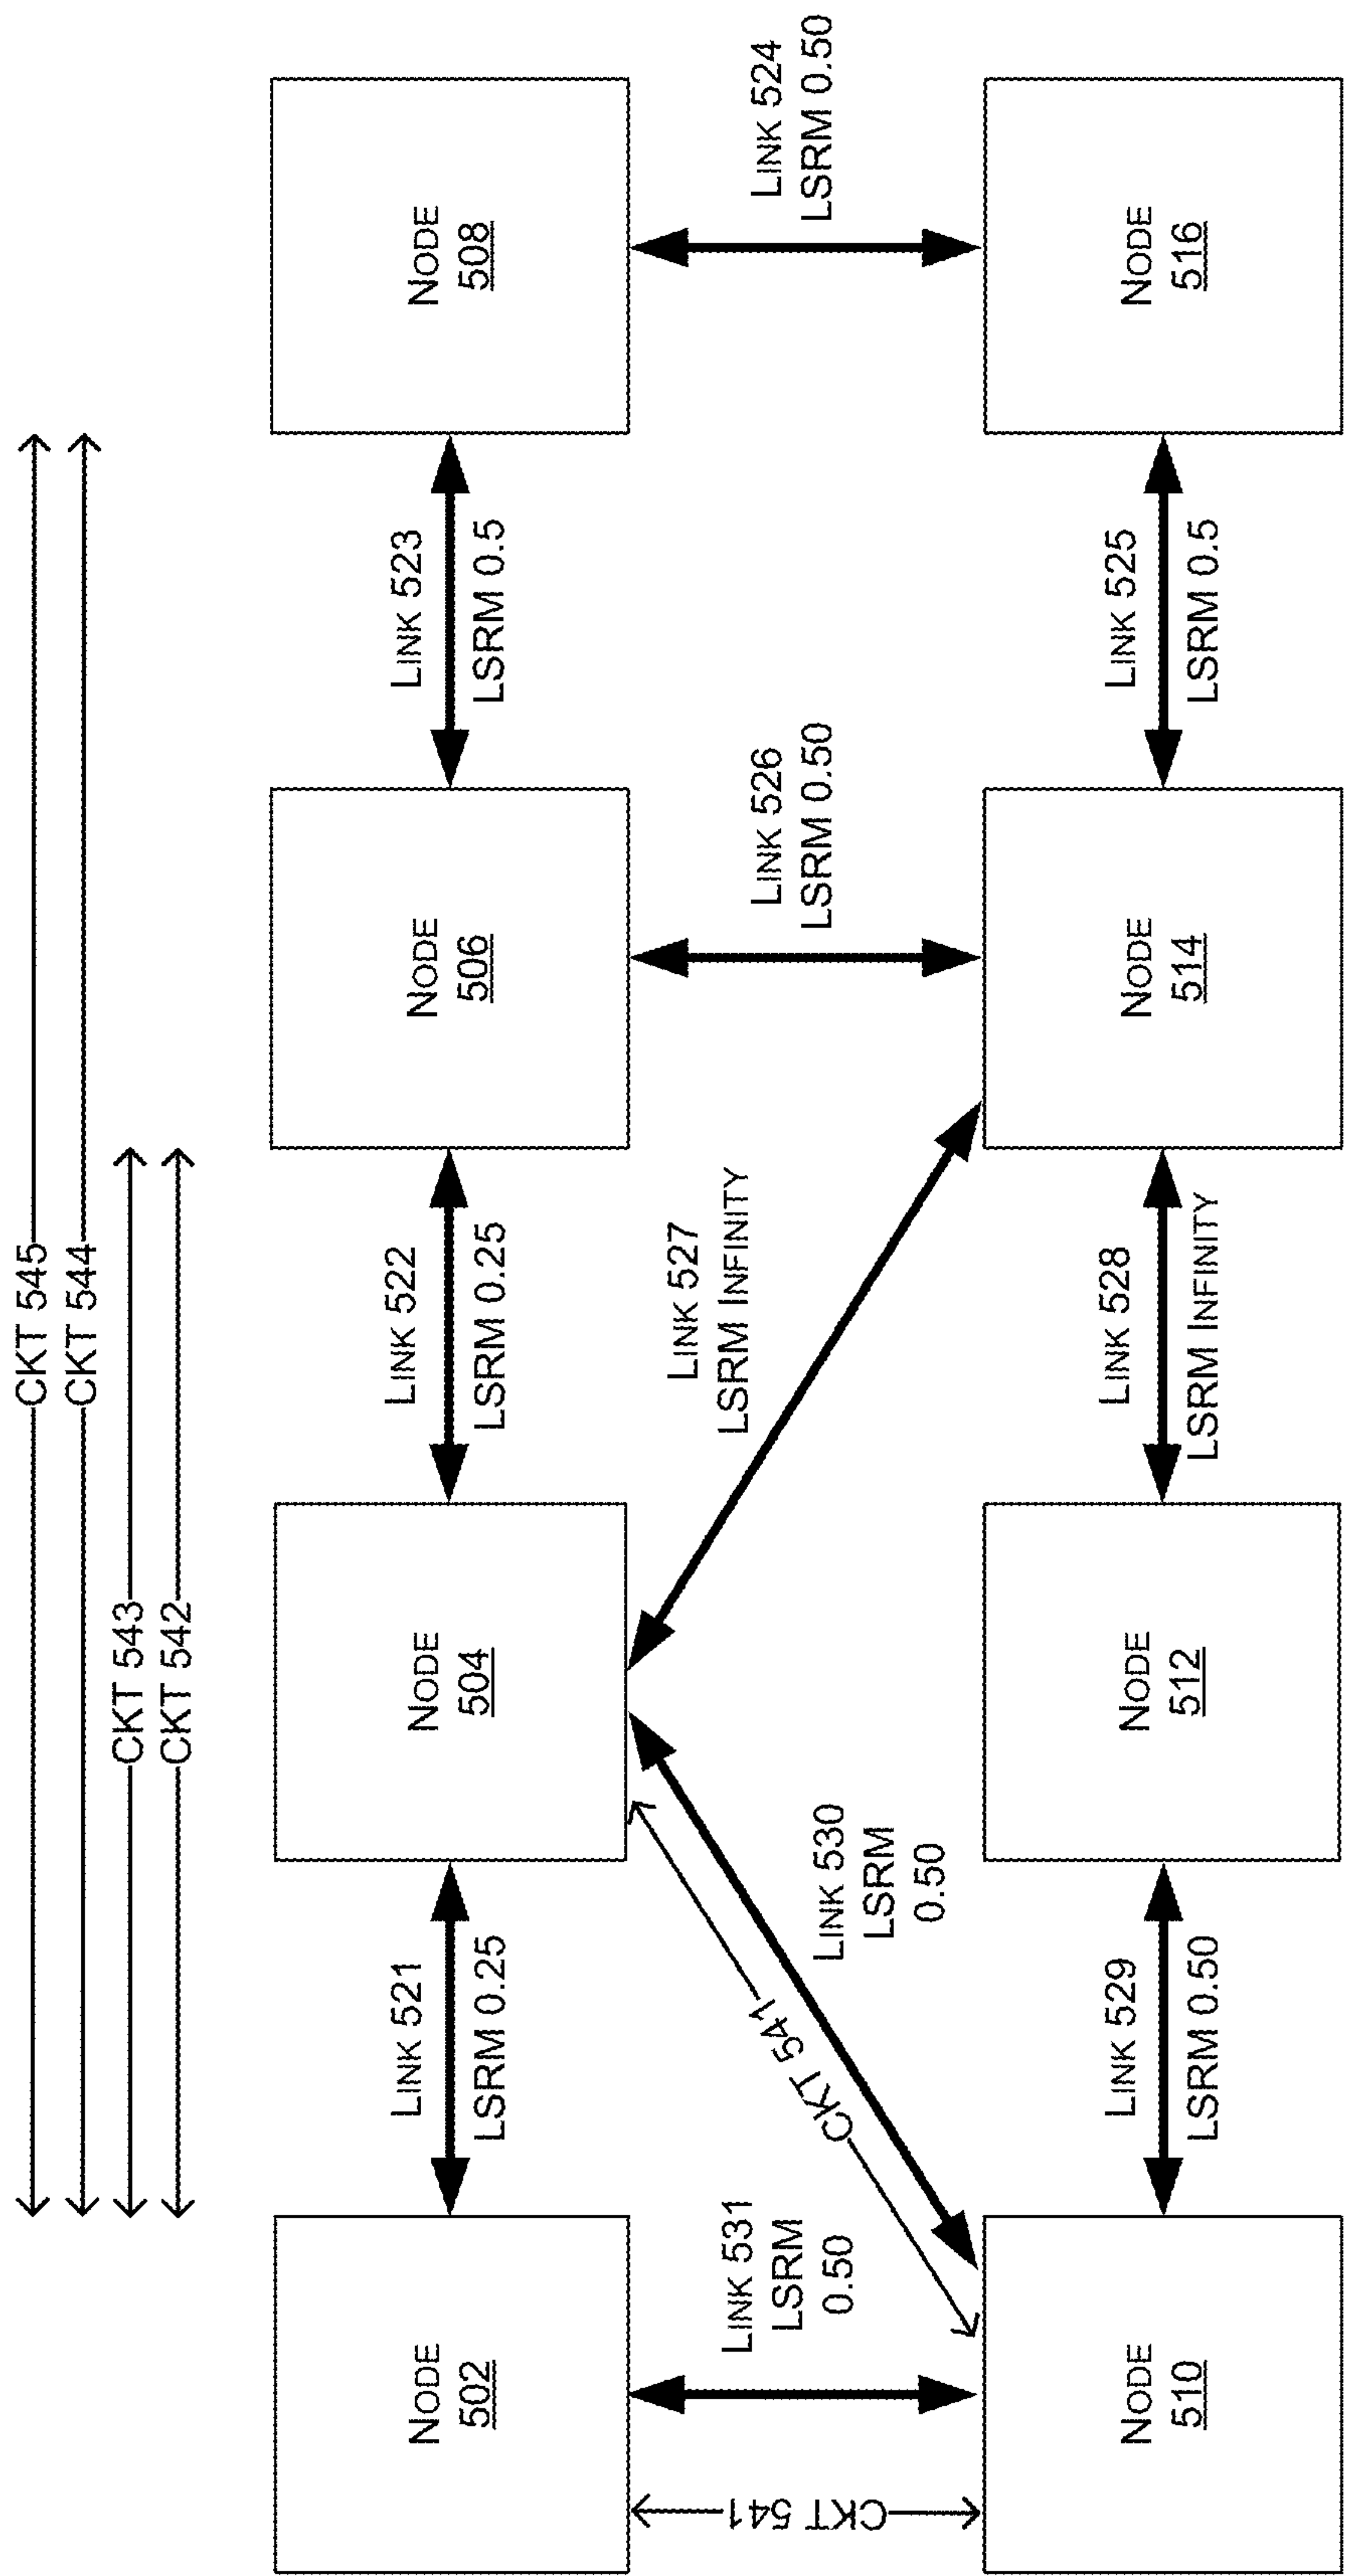 CKT 545
CKT 544
CKT 543
CKT 542
NODE
502
LINK 521
LSRM 0.25
NODE
504
LINK 522
LSRM 0.25
NODE
506
LINK 523
LSRM 0.5
NODE
508
CKT 541
LINK 531
LSRM
0.50
CKT 541
LINK 530
LSRM
0.50
LINK 527
LSRM INFINITY
LINK 526
LSRM 0.50
LINK 524
LSRM 0.50
NODE
510
LINK 529
LSRM 0.50
NODE
512
LINK 528
LSRM INFINITY
NODE
514
LINK 525
LSRM 0.5
NODE
516